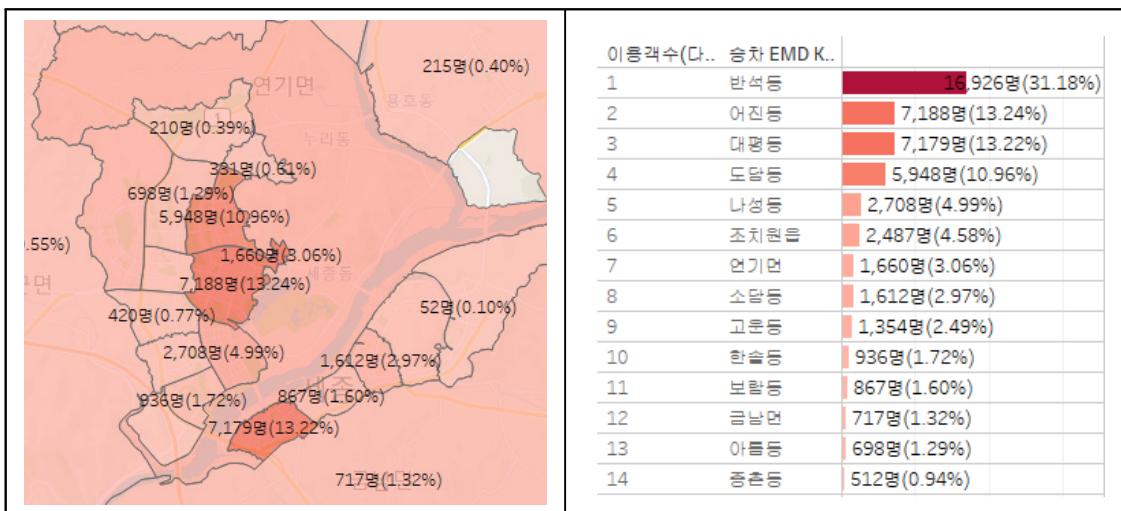 215명(0.40%)
연기면
용호동
1
210명(0.39%)
누리동
331명(0.61%)
698명(1.29%)
5,948명(10.96%)
.55%)
1,660명(3.06%)
세종동
군면
7,188명(13.24%)
52명(0.10%)
420명(0.77%)
2,708명(4.99%)
1,612명(2.97%)
세종
936명(1.72%)
867명(1.60%)
7,179명(13.22%)
717명(1.32%)
금남면
이용객수(다.. 승차 EMD K..
1 반석동 16,926명(31.18%)
2 어진동 7,188명(13.24%)
3 대평동 7,179명(13.22%)
4 도담동 5,948명(10.96%)
5 나성동 2,708명(4.99%)
6 조치원읍 2,487명(4.58%)
7 연기면 1,660명(3.06%)
8 소담동 1,612명(2.97%)
9 고운동 1,354명(2.49%)
10 한솔동 936명(1.72%)
11 보람동 867명(1.60%)
12 금남면 717명(1.32%)
13 아름동 698명(1.29%)
14 종촌동 512명(0.94%)